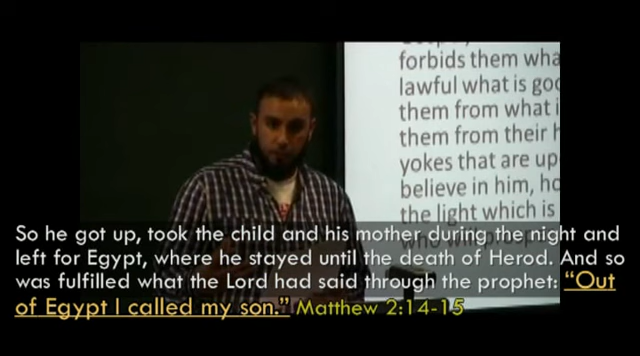 forbids them wha
lawful what is goo
them from what i
them from their h
yokes that are up
believe in him, ho
the light which is
So he got up, took the child and his mother during the night and
left for Egypt, where he stayed until the death of Herod. And so
was fulfilled what the Lord had said through the prophet: “Out
of Egypt I called my son.” Matthew 2:14-15